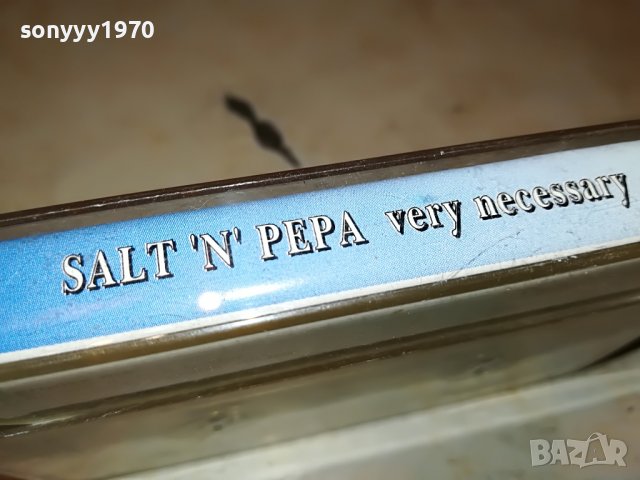 sonyyy1970
SALT 'N' PEPA very necessary
BAZAR